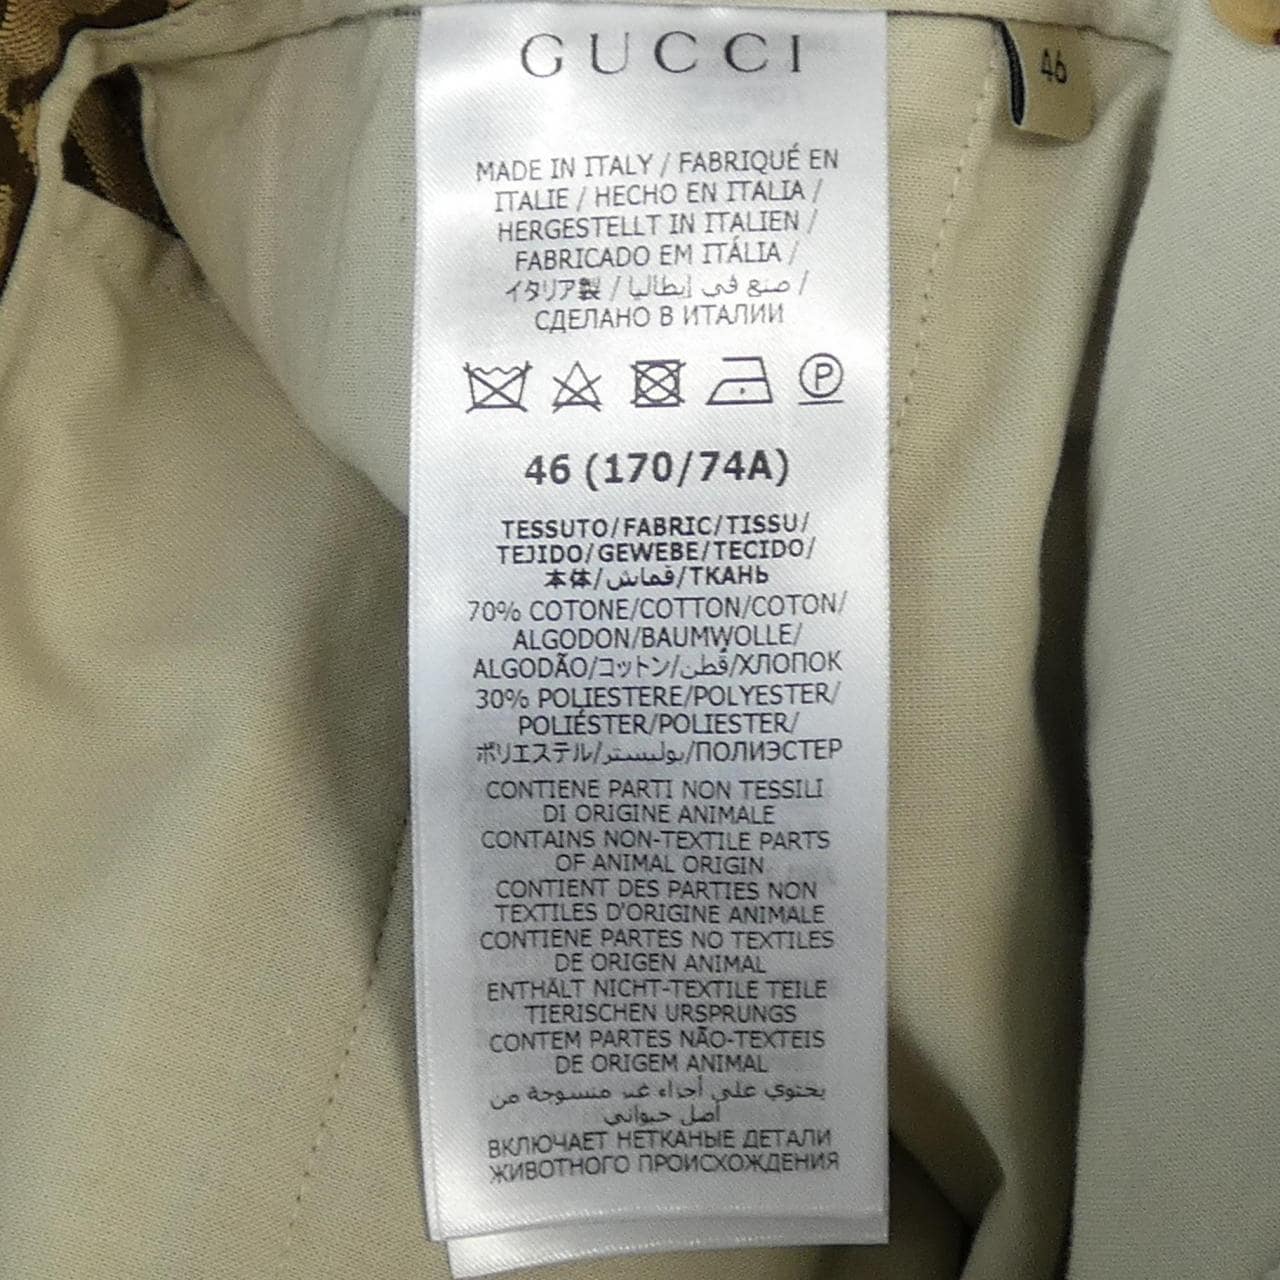 GUCCI
46
MADE IN ITALY / FABRIQUÉ EN
ITALIE / HECHO EN ITALIA /
HERGESTELLT IN ITALIEN /
FABRICADO EM ITÁLIA /
イタリア製 / صنع في إيطاليا /
СДЕЛАНО В ИТАЛИИ
P
46 (170/74A)
TESSUTO/FABRIC/TISSU/
TEJIDO/GEWEBE/TECIDO/
本体/قماش/ТКАНЬ
70% COTONE/COTTON/COTON/
ALGODON/BAUMWOLLE/
ALGODÃO/コットン/قطن/ХЛОПОК
30% POLIESTERE/POLYESTER/
POLIÉSTER/POLIESTER/
ポリエステル/بوليستر/ПОЛИЭСТЕР
CONTIENE PARTI NON TESSILI
DI ORIGINE ANIMALE
CONTAINS NON-TEXTILE PARTS
OF ANIMAL ORIGIN
CONTIENT DES PARTIES NON
TEXTILES D'ORIGINE ANIMALE
CONTIENE PARTES NO TEXTILES
DE ORIGEN ANIMAL
ENTHÄLT NICHT-TEXTILE TEILE
TIERISCHEN URSPRUNGS
CONTEM PARTES NÃO-TEXTEIS
DE ORIGEM ANIMAL
يحتوي على أجزاء غير منسوجة من
أصل حيواني
ВКЛЮЧАЕТ НЕТКАНЫЕ ДЕТАЛИ
ЖИВОТНОГО ПРОИСХОЖДЕНИЯ